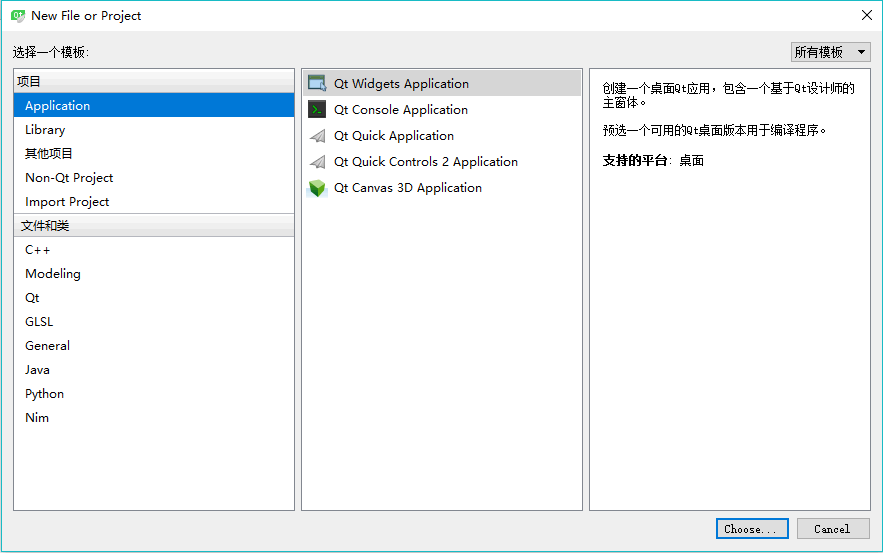 New File or Project
选择一个模板:
所有模板
项目
Application
Library
其他项目
Non-Qt Project
Import Project
文件和类
C++
Modeling
Qt
GLSL
General
Java
Python
Nim
Qt Widgets Application
Qt Console Application
Qt Quick Application
Qt Quick Controls 2 Application
Qt Canvas 3D Application
创建一个桌面Qt应用，包含一个基于Qt设计师的
主窗体。
预选一个可用的Qt桌面版本用于编译程序。
支持的平台: 桌面
Choose...
Cancel